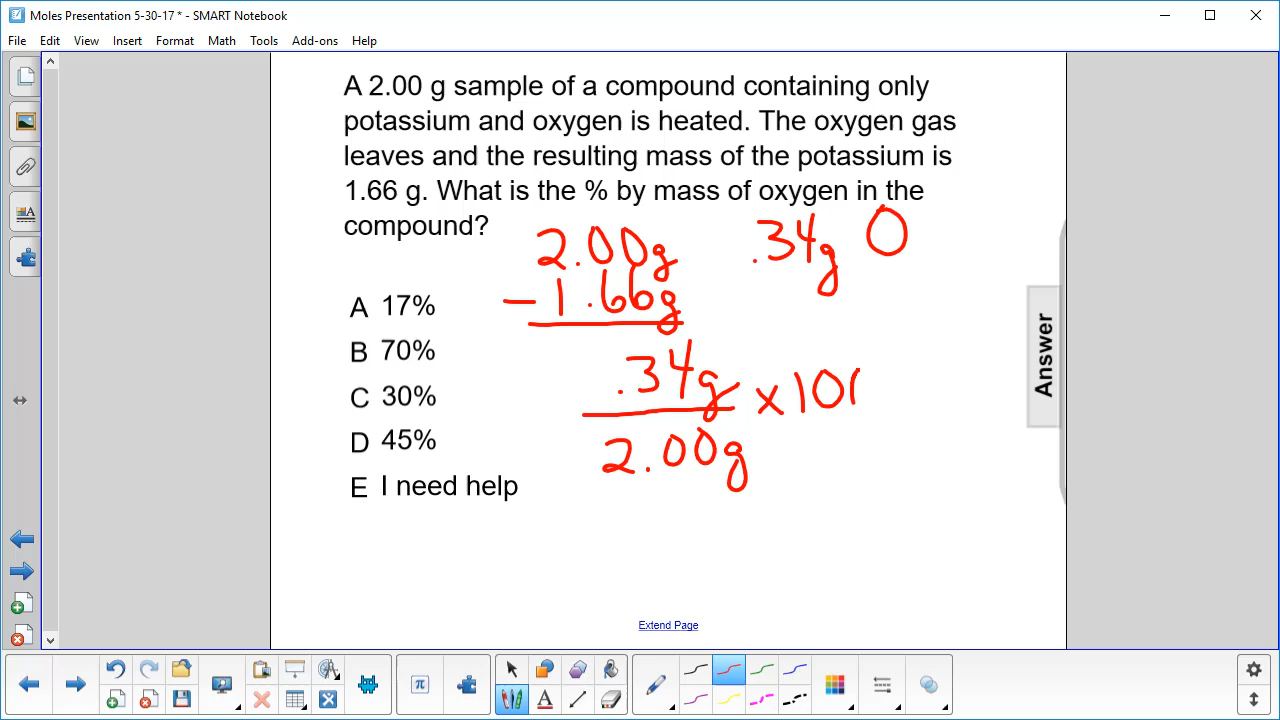 Moles Presentation 5-30-17 * - SMART Notebook
File Edit View Insert Format Math Tools Add-ons Help
A 2.00 g sample of a compound containing only
potassium and oxygen is heated. The oxygen gas
leaves and the resulting mass of the potassium is
1.66 g. What is the % by mass of oxygen in the
compound?
2.00g .34g O
- 1.66g
.34g x 10
2.00g
A 17%
B 70%
C 30%
D 45%
E I need help
Answer
Extend Page
π
A